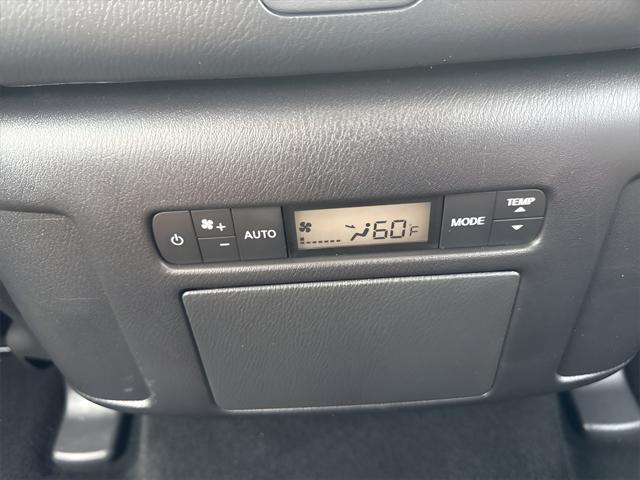 +
−
AUTO
60F
MODE
TEMP